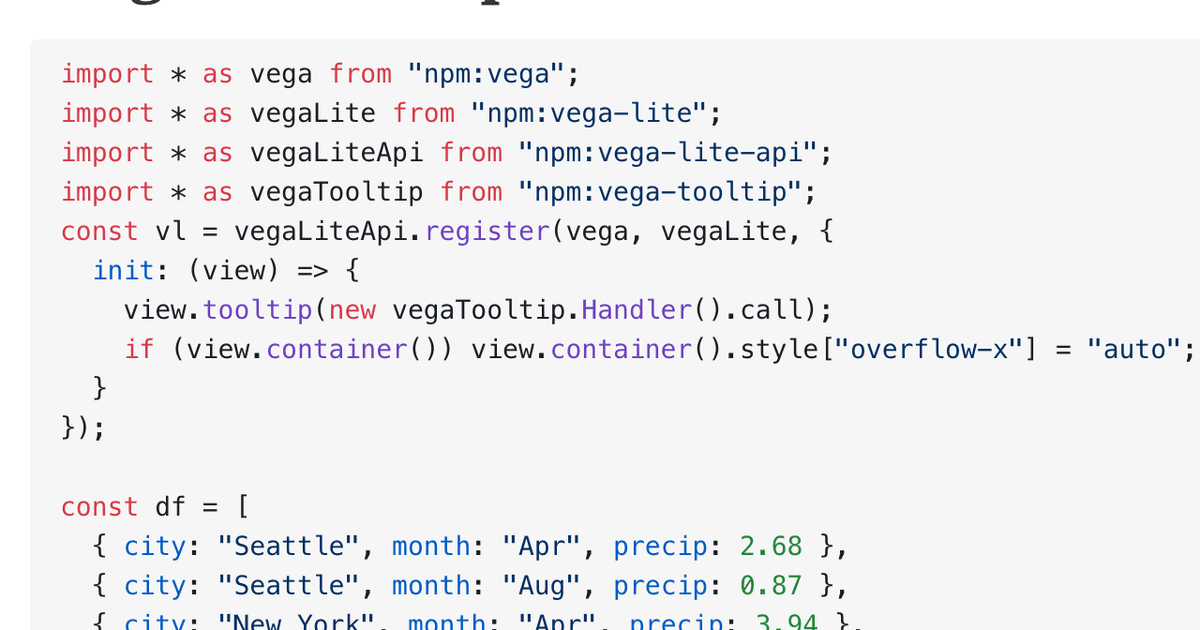 import * as vega from "npm:vega";
import * as vegaLite from "npm:vega-lite";
import * as vegaLiteApi from "npm:vega-lite-api";
import * as vegaTooltip from "npm:vega-tooltip";
const vl = vegaLiteApi.register(vega, vegaLite, {
  init: (view) => {
    view.tooltip(new vegaTooltip.Handler().call);
    if (view.container()) view.container().style["overflow-x"] = "auto";
  }
});

const df = [
  { city: "Seattle", month: "Apr", precip: 2.68 },
  { city: "Seattle", month: "Aug", precip: 0.87 },
  { city: "New York", month: "Apr", precip: 3.94 },